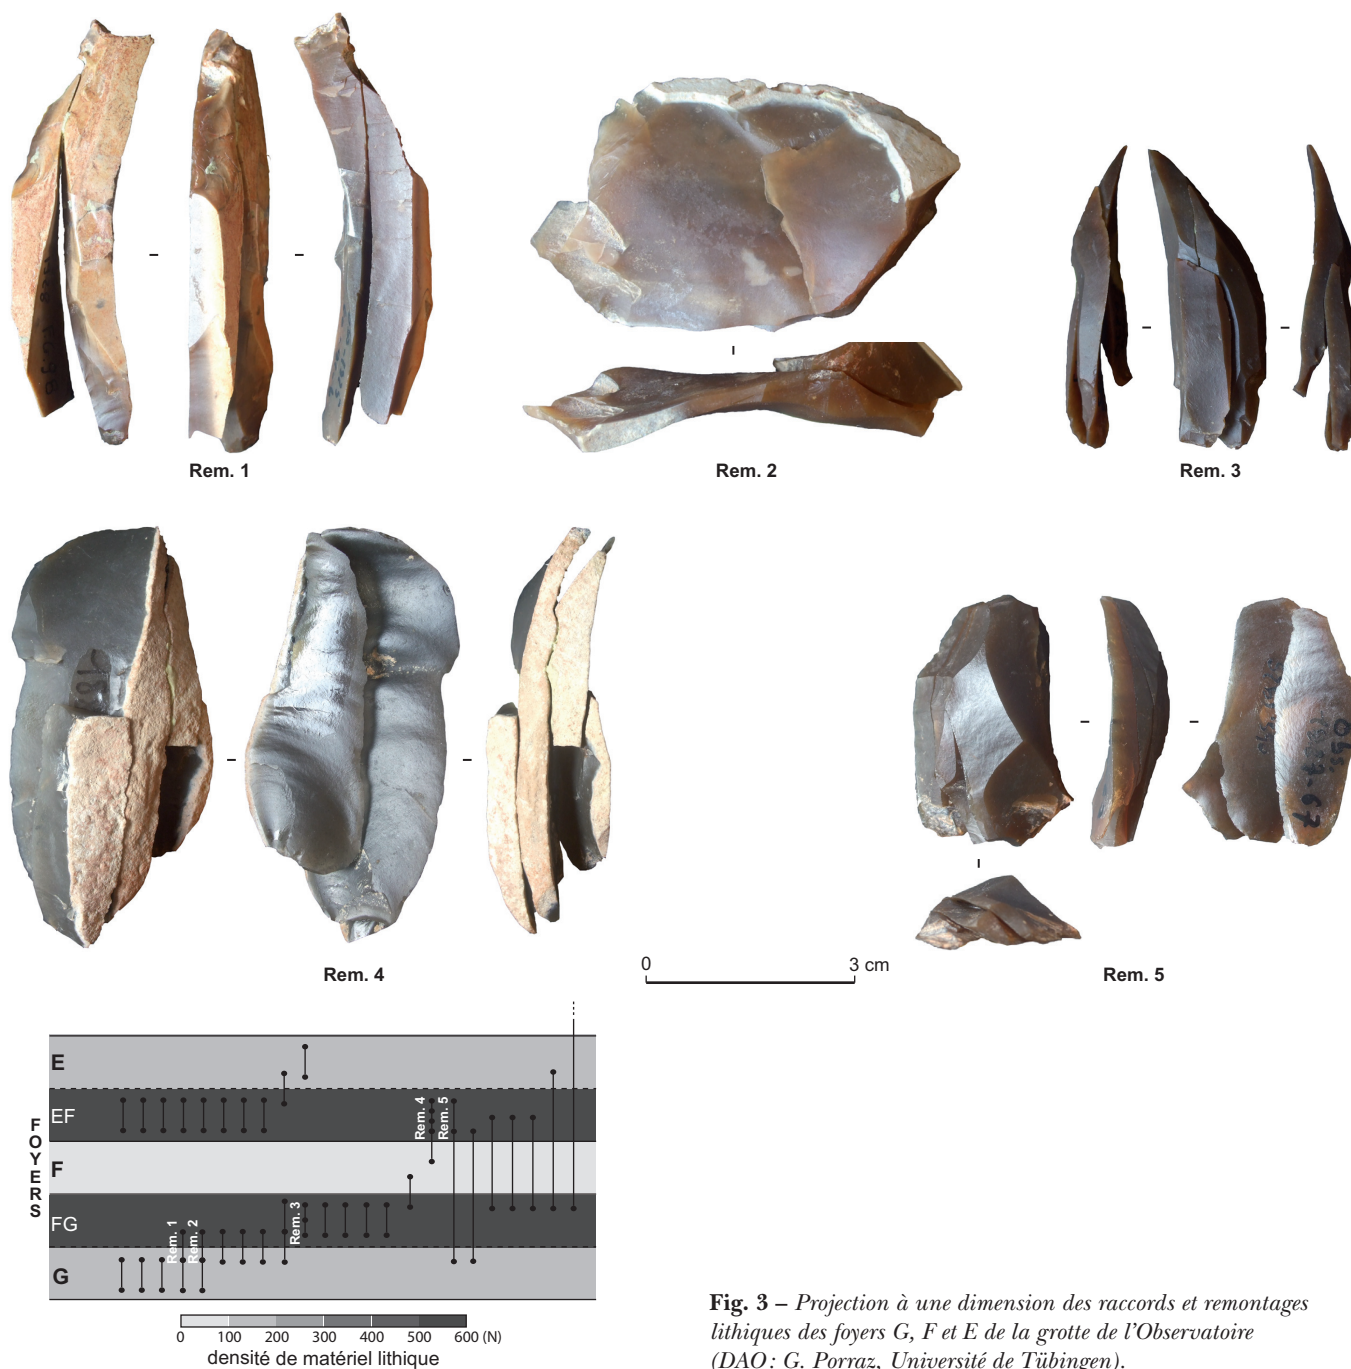 Rem. 1
Rem. 2
Rem. 3
Rem. 4
Rem. 5
0 3 cm
FOYERS
E
EF
F
FG
G
Rem. 1
Rem. 2
Rem. 3
Rem. 4
Rem. 5
0 100 200 300 400 500 600 (N)
densité de matériel lithique
Fig. 3 – Projection à une dimension des raccords et remontages
lithiques des foyers G, F et E de la grotte de l'Observatoire
(DAO : G. Porraz, Université de Tübingen).